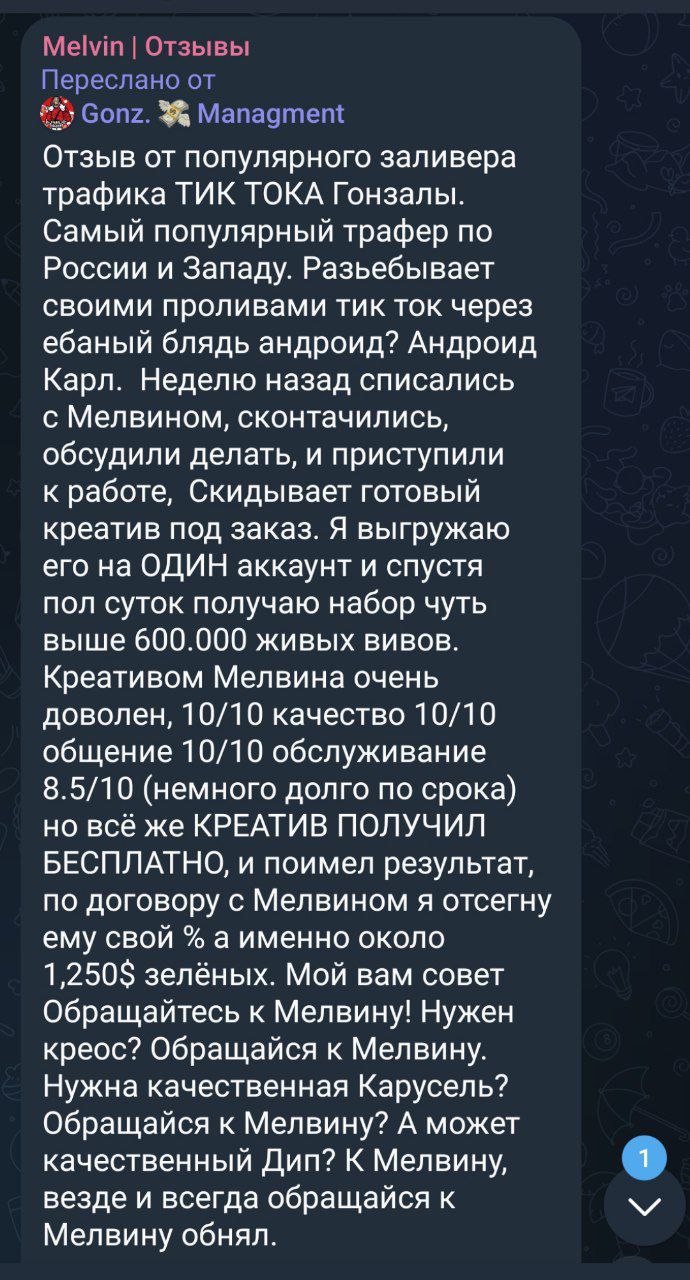 Melvin | Отзывы
Переслано от
Gonz. 💸 Managment
Отзыв от популярного заливера
трафика ТИК ТОКА Гонзалы.
Самый популярный трафер по
России и Западу. Разьебывает
своими проливами тик ток через
ебаный блядь андроид? Андроид
Карл.  Неделю назад списались
с Мелвином, сконтачились,
обсудили делать, и приступили
к работе,  Скидывает готовый
креатив под заказ. Я выгружаю
его на ОДИН аккаунт и спустя
пол суток получаю набор чуть
выше 600.000 живых вивов.
Креативом Мелвина очень
доволен, 10/10 качество 10/10
общение 10/10 обслуживание
8.5/10 (немного долго по срока)
но всё же КРЕАТИВ ПОЛУЧИЛ
БЕСПЛАТНО, и поимел результат,
по договору с Мелвином я отсегну
ему свой % а именно около
1,250$ зелёных. Мой вам совет
Обращайтесь к Мелвину! Нужен
креос? Обращайся к Мелвину.
Нужна качественная Карусель?
Обращайся к Мелвину? А может
качественный Дип? К Мелвину,
везде и всегда обращайся к
Мелвину обнял.
1